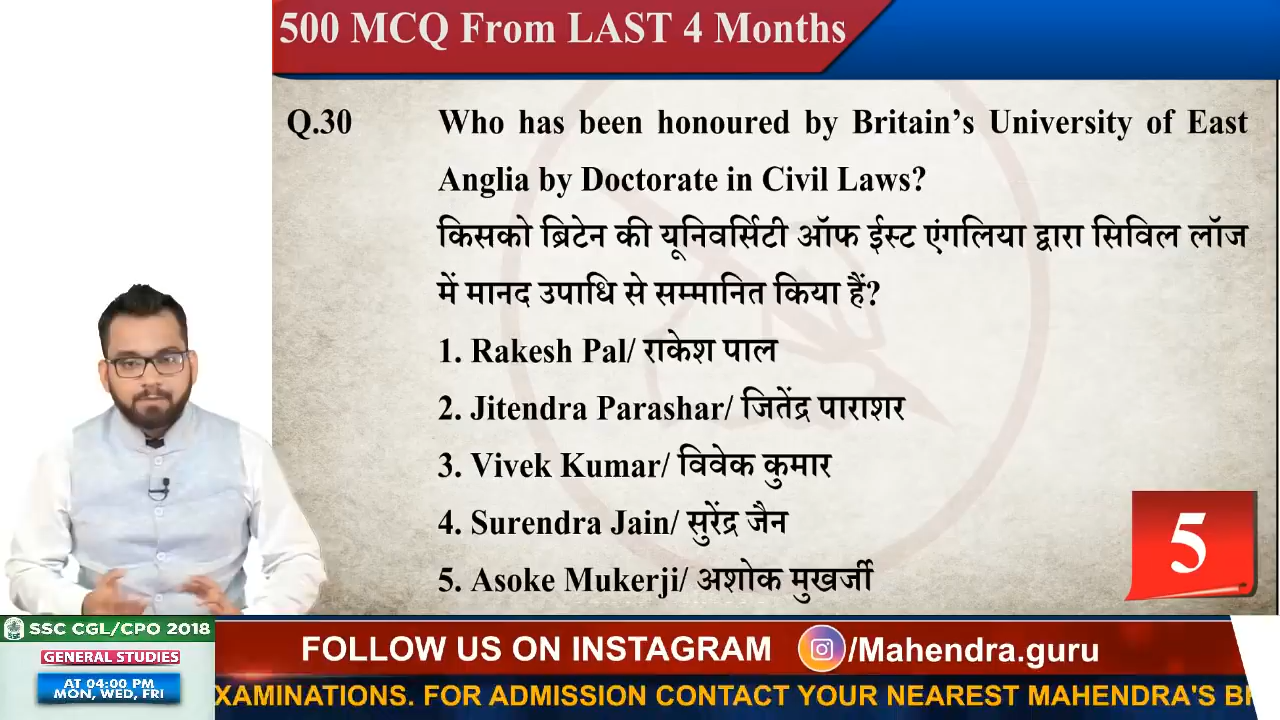 500 MCQ From LAST 4 Months
Q.30 Who has been honoured by Britain's University of East
Anglia by Doctorate in Civil Laws?
किसको ब्रिटेन की यूनिवर्सिटी ऑफ ईस्ट एंगलिया द्वारा सिविल लॉज
में मानद उपाधि से सम्मानित किया हैं?
1. Rakesh Pal/ राकेश पाल
2. Jitendra Parashar/ जितेंद्र पाराशर
3. Vivek Kumar/ विवेक कुमार
4. Surendra Jain/ सुरेंद्र जैन
5. Asoke Mukerji/ अशोक मुखर्जी
5
SSC CGL/CPO 2018
GENERAL STUDIES
AT 04:00 PM
MON, WED, FRI
FOLLOW US ON INSTAGRAM /Mahendra.guru
XAMINATIONS. FOR ADMISSION CONTACT YOUR NEAREST MAHENDRA'S